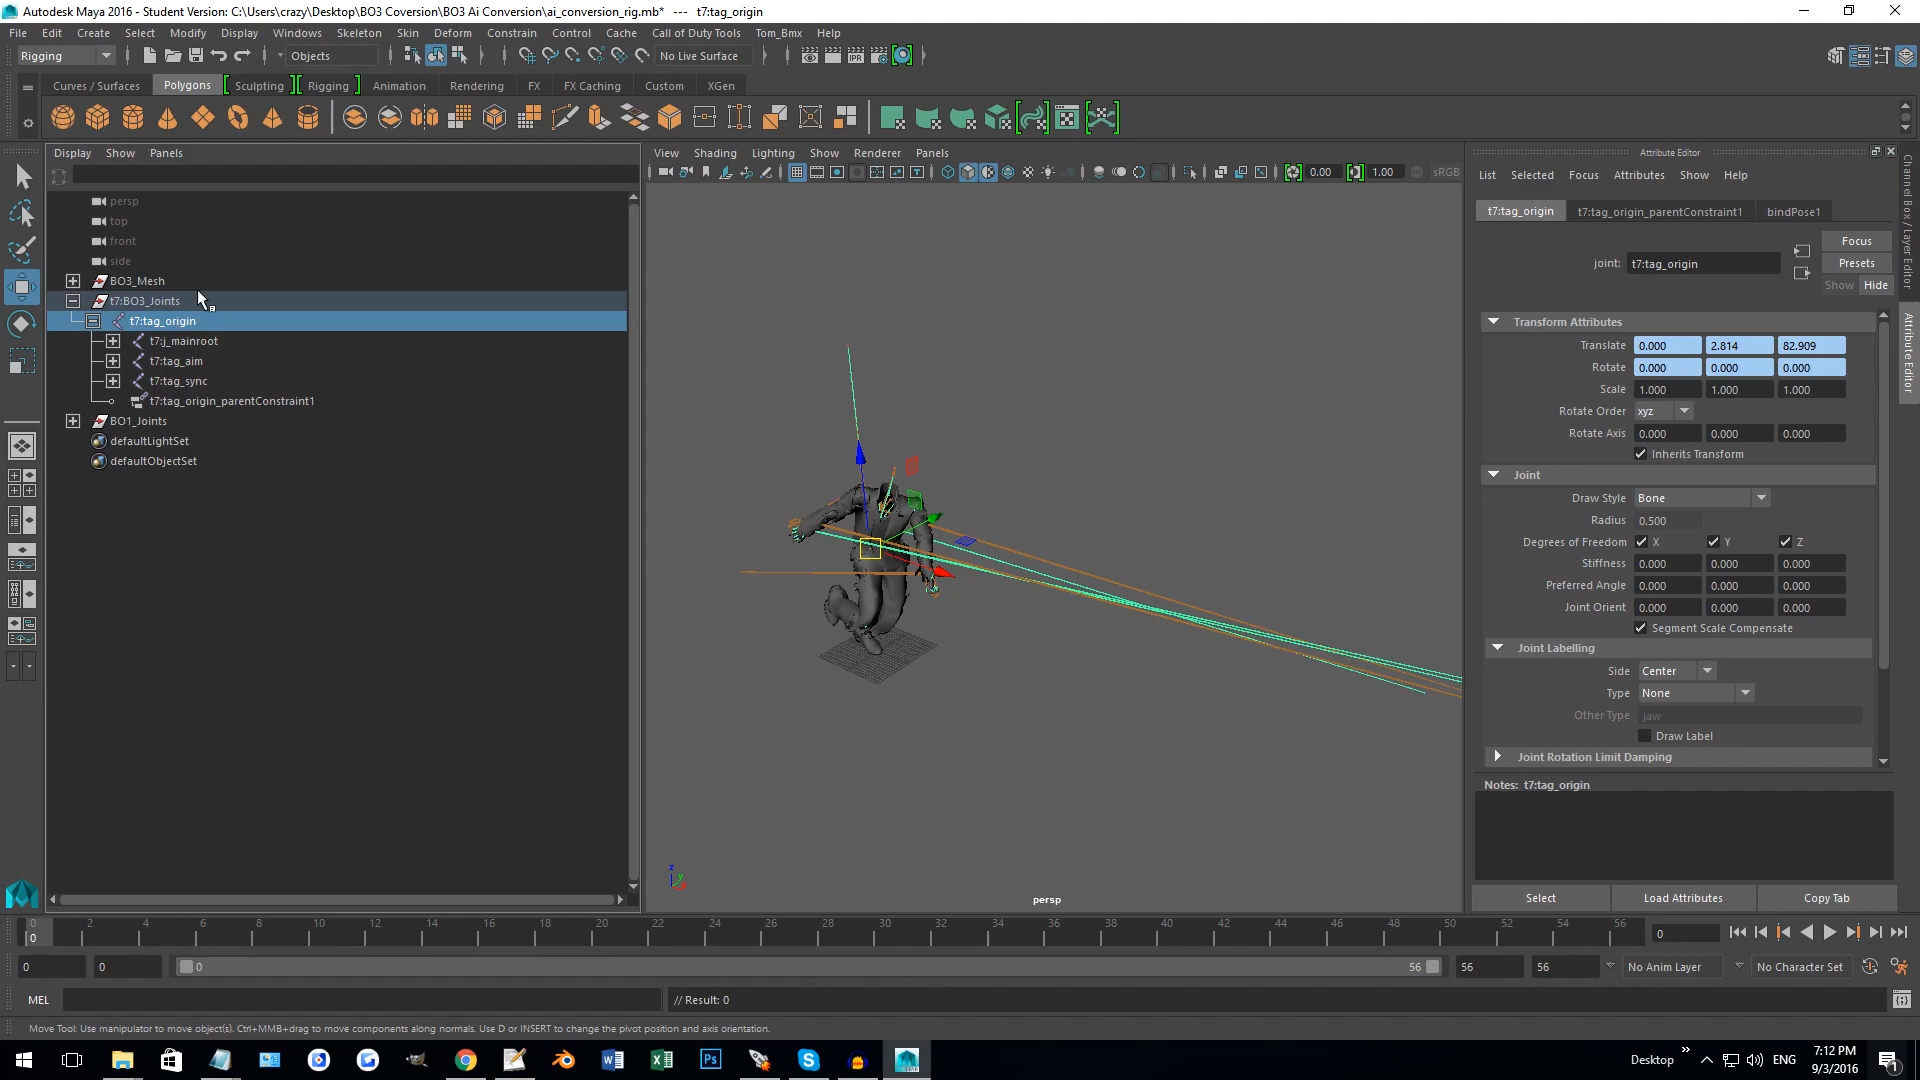 Autodesk Maya 2016 - Student Version: C:\Users\crazy\Desktop\BO3 Coversion\BO3 Ai Conversion\ai_conversion_rig.mb*   ---   t7:tag_origin
File Edit Create Select Modify Display Windows Skeleton Skin Deform Constrain Control Cache Call of Duty Tools Tom_Bmx Help
Rigging Objects No Live Surface
Curves / Surfaces Polygons Sculpting Rigging Animation Rendering FX FX Caching Custom XGen
Display Show Panels
persp
top
front
side
BO3_Mesh
t7:BO3_Joints
t7:tag_origin
t7:j_mainroot
t7:tag_aim
t7:tag_sync
t7:tag_origin_parentConstraint1
BO1_Joints
defaultLightSet
defaultObjectSet
View Shading Lighting Show Renderer Panels
IPR 0.00 1.00 sRGB
z
y
persp
Attribute Editor
List Selected Focus Attributes Show Help
t7:tag_origin t7:tag_origin_parentConstraint1 bindPose1
joint: t7:tag_origin
Focus
Presets
Show Hide
Transform Attributes
Translate 0.000 2.814 82.909
Rotate 0.000 0.000 0.000
Scale 1.000 1.000 1.000
Rotate Order xyz
Rotate Axis 0.000 0.000 0.000
Inherits Transform
Joint
Draw Style Bone
Radius 0.500
Degrees of Freedom X Y Z
Stiffness 0.000 0.000 0.000
Preferred Angle 0.000 0.000 0.000
Joint Orient 0.000 0.000 0.000
Segment Scale Compensate
Joint Labelling
Side Center
Type None
Other Type jaw
Draw Label
Joint Rotation Limit Damping
Notes: t7:tag_origin
Select Load Attributes Copy Tab
Channel Box / Layer Editor
Attribute Editor
0 2 4 6 8 10 12 14 16 18 20 22 24 26 28 30 32 34 36 38 40 42 44 46 48 50 52 54 56
0 0
0 0 0 56 56 56 No Anim Layer No Character Set
MEL // Result: 0
Move Tool: Use manipulator to move object(s). Ctrl+MMB+drag to move components along normals. Use D or INSERT to change the pivot position and axis orientation.
Desktop ENG 7:12 PM
9/3/2016 1